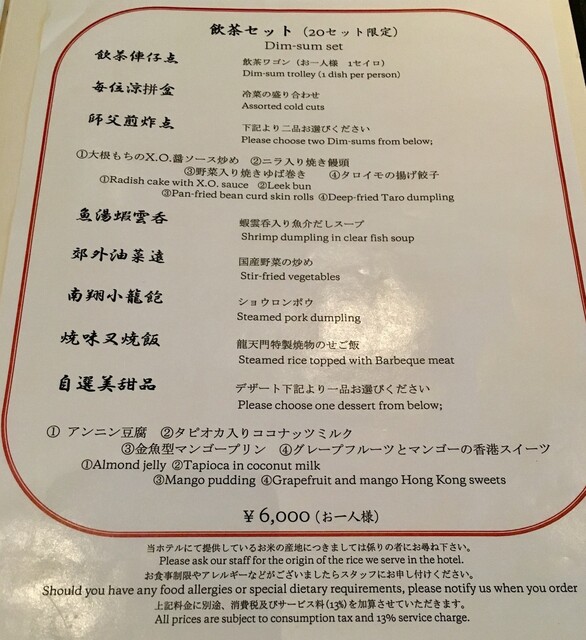 飲茶セット（20セット限定）
Dim-sum set
飲茶俥仔点
飲茶ワゴン（お一人様　1セイロ）
Dim-sum trolley (1 dish per person)
每位涼拼盒
冷菜の盛り合わせ
Assorted cold cuts
師父煎炸点
下記より二品お選びください
Please choose two Dim-sums from below;
①大根もちのX.O.醬ソース炒め　②ニラ入り焼き饅頭
③野菜入り焼きゆば巻き　　④タロイモの揚げ餃子
①Radish cake with X.O. sauce　②Leek bun
③Pan-fried bean curd skin rolls ④Deep-fried Taro dumpling
魚湯蝦雲呑
蝦雲呑入り魚介だしスープ
Shrimp dumpling in clear fish soup
郊外油菜遠
国産野菜の炒め
Stir-fried vegetables
南翔小籠飽
ショウロンポウ
Steamed pork dumpling
焼味叉焼飯
龍天門特製焼物のせご飯
Steamed rice topped with Barbeque meat
自選美甜品
デザート下記より一品お選びください
Please choose one dessert from below;
① アンニン豆腐　②タピオカ入りココナッツミルク
③金魚型マンゴープリン　④グレープフルーツとマンゴーの香港スイーツ
①Almond jelly ②Tapioca in coconut milk
③Mango pudding ④Grapefruit and mango Hong Kong sweets
¥ 6,000 (お一人様)
当ホテルにて提供しているお米の産地につきましては係りの者にお尋ね下さい。
Please ask our staff for the origin of the rice we serve in the hotel.
お食事制限やアレルギーなどがございましたらスタッフにお申し付けください。
Should you have any food allergies or special dietary requirements, please notify us when you order
上記料金に別途、消費税及びサービス料(13%)を加算させていただきます。
All prices are subject to consumption tax and 13% service charge.